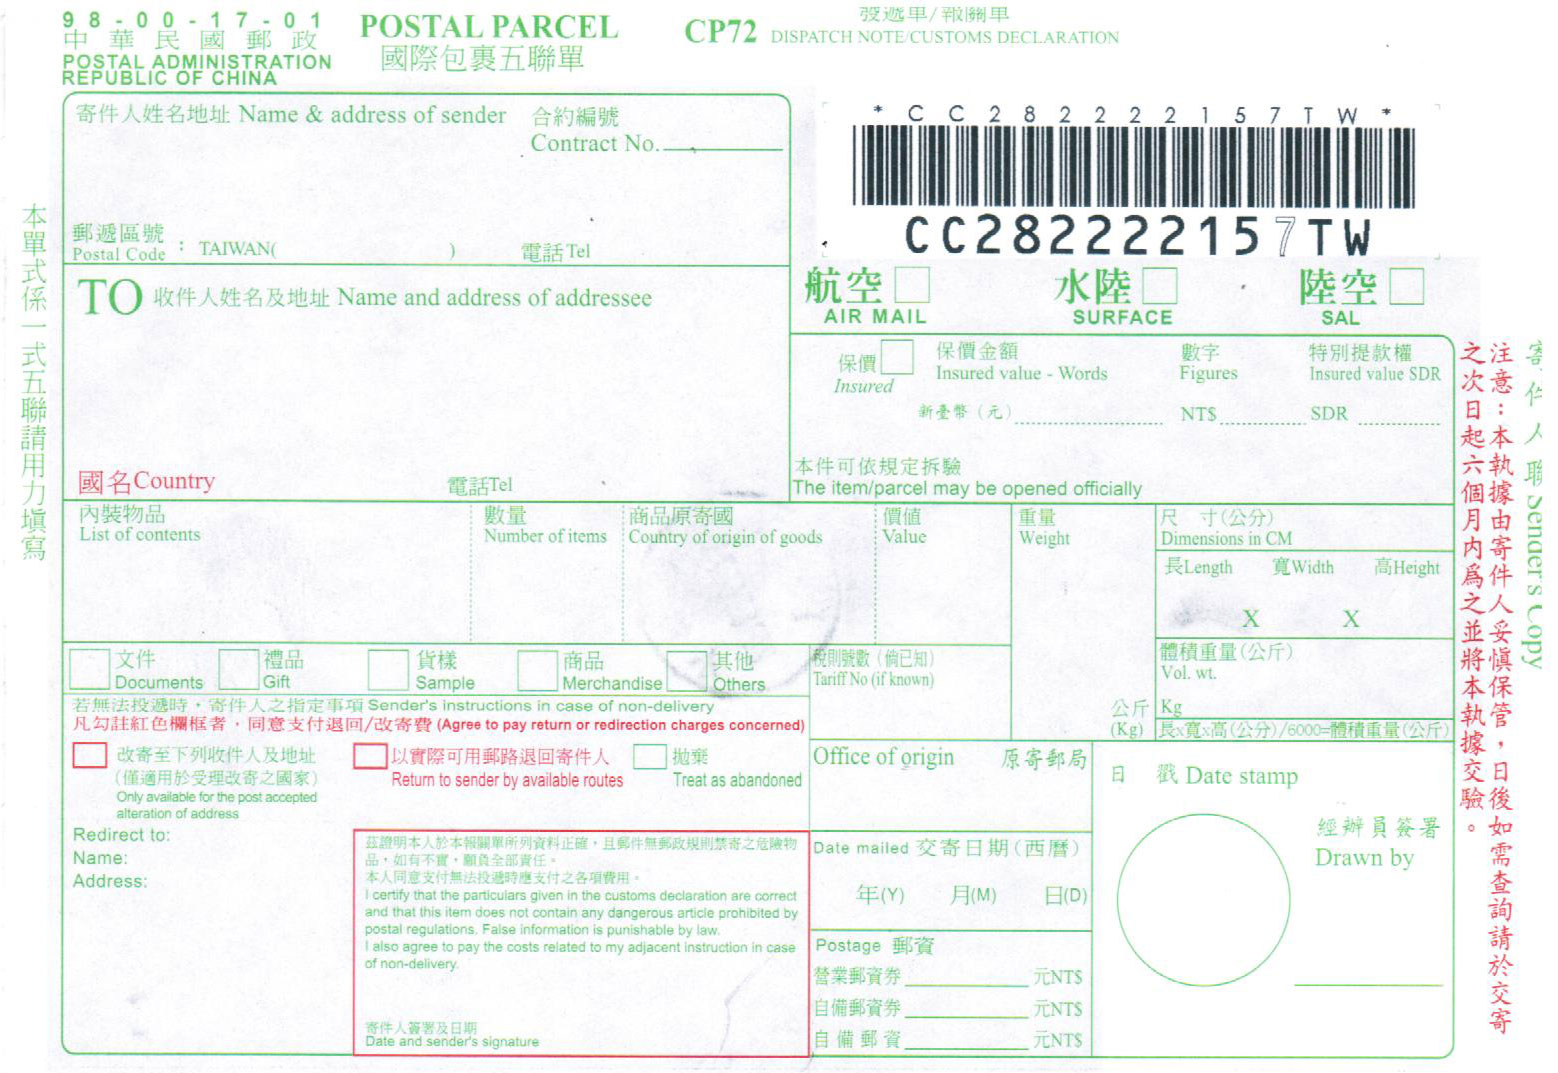 98-00-17-01
中華民國郵政
POSTAL ADMINISTRATION
REPUBLIC OF CHINA
POSTAL PARCEL
國際包裹五聯單
CP72
發遞單/報關單
DISPATCH NOTE/CUSTOMS DECLARATION
寄件人姓名地址 Name & address of sender
合約編號
Contract No.
郵遞區號
Postal Code : TAIWAN( )
電話 Tel
*CC282222157TW*
CC282222157TW
航空
AIR MAIL
水陸
SURFACE
陸空
SAL
TO 收件人姓名及地址 Name and address of addressee
國名Country
電話Tel
保價
Insured
保價金額
Insured value - Words
數字
Figures
特別提款權
Insured value SDR
新臺幣（元）
NT$
SDR
本件可依規定拆驗
The item/parcel may be opened officially
內裝物品
List of contents
數量
Number of items
商品原寄國
Country of origin of goods
價值
Value
重量
Weight
尺 寸(公分)
Dimensions in CM
長Length 寬Width 高Height
X X
體積重量(公斤)
Vol. wt.
Kg
公斤
(Kg)
長x寬x高(公分)/6000=體積重量(公斤)
文件
Documents
禮品
Gift
貨樣
Sample
商品
Merchandise
其他
Others
稅則號數（倘已知）
Tariff No (if known)
若無法投遞時，寄件人之指定事項 Sender's instructions in case of non-delivery
凡勾註紅色欄框者，同意支付退回/改寄費 (Agree to pay return or redirection charges concerned)
改寄至下列收件人及地址
（僅適用於受理改寄之國家）
Only available for the post accepted
alteration of address
以實際可用郵路退回寄件人
Return to sender by available routes
拋棄
Treat as abandoned
Redirect to:
Name:
Address:
茲證明本人於本報關單所列資料正確，且郵件無郵政規則禁寄之危險物
品，如有不實，願負全部責任。
本人同意支付無法投遞時應支付之各項費用。
I certify that the particulars given in the customs declaration are correct
and that this item does not contain any dangerous article prohibited by
postal regulations. False information is punishable by law.
I also agree to pay the costs related to my adjacent instruction in case
of non-delivery.
寄件人簽署及日期
Date and sender's signature
Office of origin 原寄郵局
Date mailed 交寄日期(西曆)
年(Y) 月(M) 日(D)
Postage 郵資
營業郵資券 元NT$
自備郵資券 元NT$
自備郵資 元NT$
日 戳 Date stamp
經辦員簽署
Drawn by
本單式係一式五聯請用力填寫
注意：本執據由寄件人妥慎保管，日後如需查詢請於交寄
之次日起六個月內為之並將本執據交驗。
寄件人聯 Sender's Copy